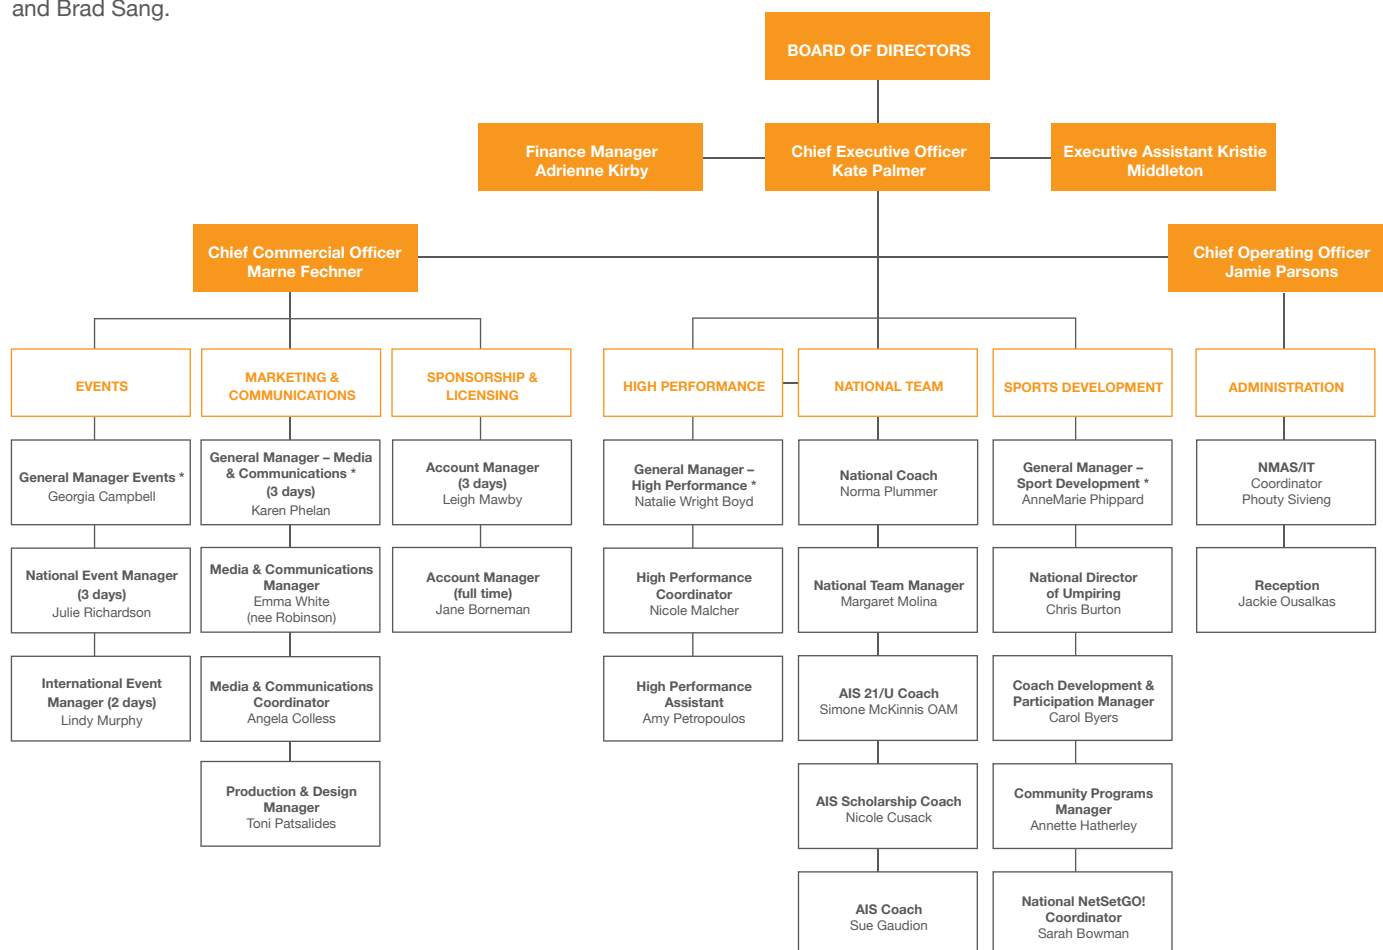 and Brad Sang.
BOARD OF DIRECTORS
Finance Manager
Adrienne Kirby
Chief Executive Officer
Kate Palmer
Executive Assistant Kristie
Middleton
Chief Commercial Officer
Marne Fechner
Chief Operating Officer
Jamie Parsons
EVENTS
MARKETING &
COMMUNICATIONS
SPONSORSHIP &
LICENSING
HIGH PERFORMANCE
NATIONAL TEAM
SPORTS DEVELOPMENT
ADMINISTRATION
General Manager Events *
Georgia Campbell
General Manager – Media
& Communications *
(3 days)
Karen Phelan
Account Manager
(3 days)
Leigh Mawby
General Manager –
High Performance *
Natalie Wright Boyd
National Coach
Norma Plummer
General Manager –
Sport Development *
AnneMarie Phippard
NMAS/IT
Coordinator
Phouty Sivieng
National Event Manager
(3 days)
Julie Richardson
Media & Communications
Manager
Emma White
(nee Robinson)
Account Manager
(full time)
Jane Borneman
High Performance
Coordinator
Nicole Malcher
National Team Manager
Margaret Molina
National Director
of Umpiring
Chris Burton
Reception
Jackie Ousalkas
International Event
Manager (2 days)
Lindy Murphy
Media & Communications
Coordinator
Angela Colless
High Performance
Assistant
Amy Petropoulos
AIS 21/U Coach
Simone McKinnis OAM
Coach Development &
Participation Manager
Carol Byers
Production & Design
Manager
Toni Patsalides
AIS Scholarship Coach
Nicole Cusack
Community Programs
Manager
Annette Hatherley
AIS Coach
Sue Gaudion
National NetSetGO!
Coordinator
Sarah Bowman